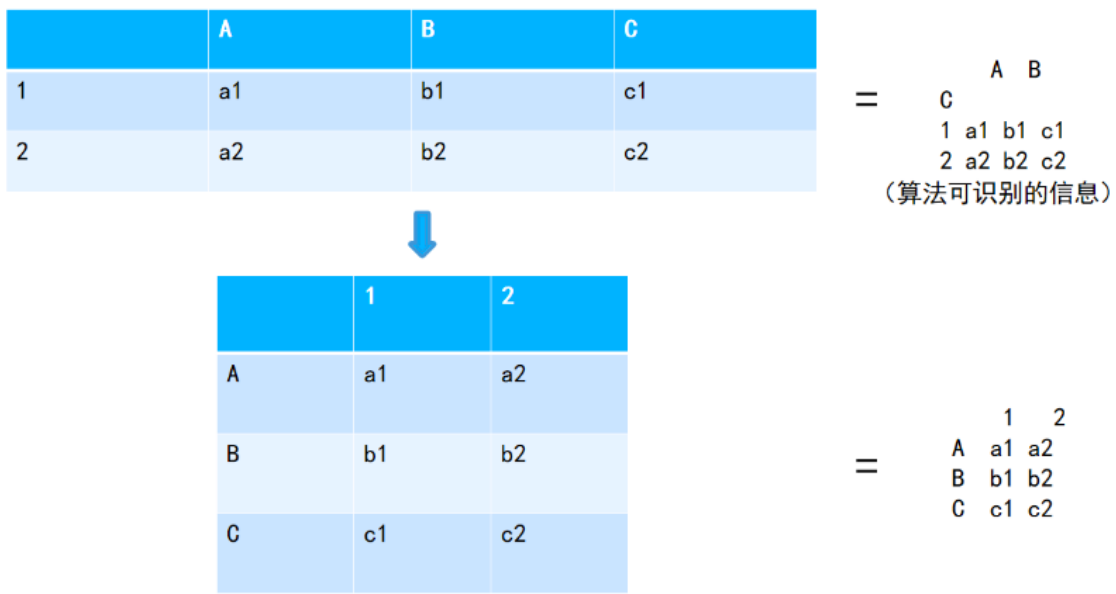 A B C
1 a1 b1 c1
2 a2 b2 c2
= A B
C
1 a1 b1 c1
2 a2 b2 c2
（算法可识别的信息）
1 2
A a1 a2
B b1 b2
C c1 c2
= 1 2
A a1 a2
B b1 b2
C c1 c2